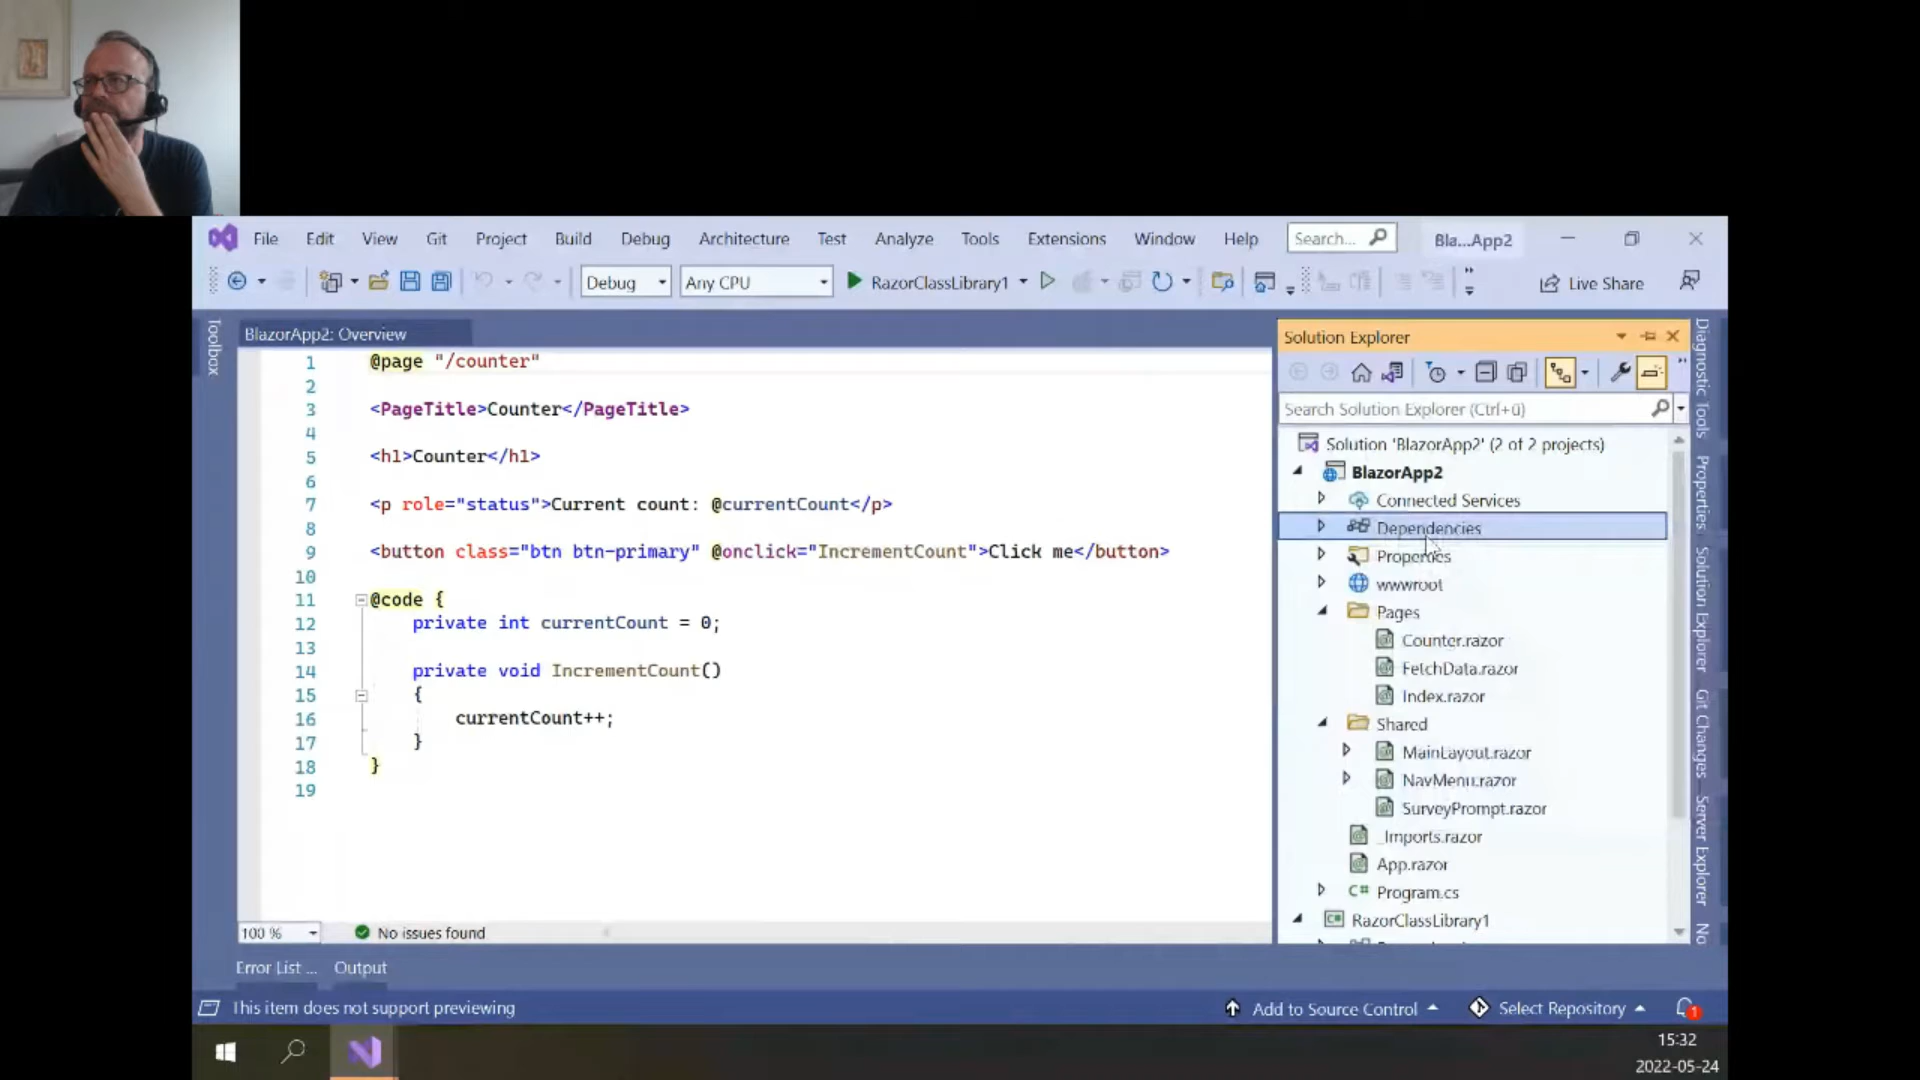 File Edit View Git Project Build Debug Architecture Test Analyze Tools Extensions Window Help Search... Bla...App2
Debug Any CPU RazorClassLibrary1 Live Share
Toolbox
BlazorApp2: Overview
1 @page "/counter"
2
3 <PageTitle>Counter</PageTitle>
4
5 <h1>Counter</h1>
6
7 <p role="status">Current count: @currentCount</p>
8
9 <button class="btn btn-primary" @onclick="IncrementCount">Click me</button>
10
11 @code {
12 private int currentCount = 0;
13
14 private void IncrementCount()
15 {
16 currentCount++;
17 }
18 }
19
100 % No issues found
Solution Explorer
Search Solution Explorer (Ctrl+ü)
Solution 'BlazorApp2' (2 of 2 projects)
BlazorApp2
Connected Services
Dependencies
Properties
wwwroot
Pages
Counter.razor
FetchData.razor
Index.razor
Shared
MainLayout.razor
NavMenu.razor
SurveyPrompt.razor
_Imports.razor
App.razor
C# Program.cs
C# RazorClassLibrary1
Diagnostic Tools
Properties
Solution Explorer
Git Changes
Server Explorer
No
Error List ... Output
This item does not support previewing Add to Source Control Select Repository 1
15:32
2022-05-24